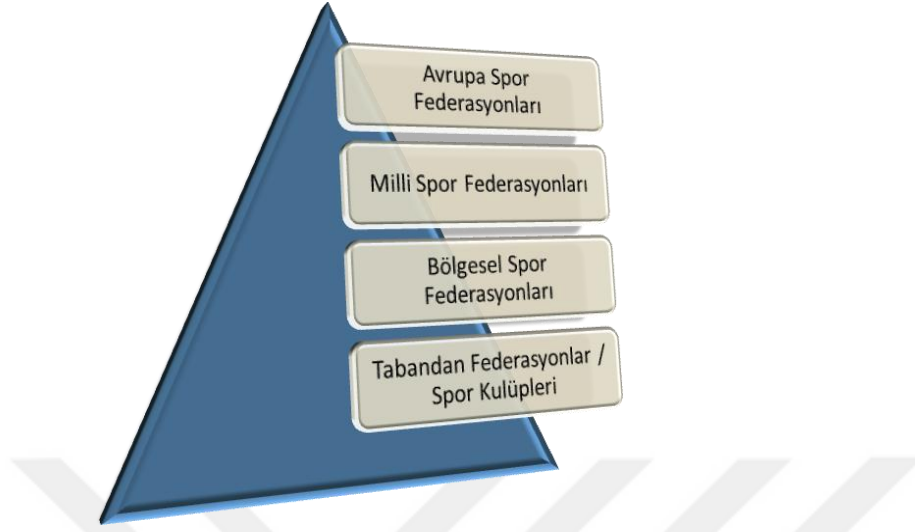 Avrupa Spor
Federasyonları
Milli Spor Federasyonları
Bölgesel Spor
Federasyonları
Tabandan Federasyonlar /
Spor Kulüpleri